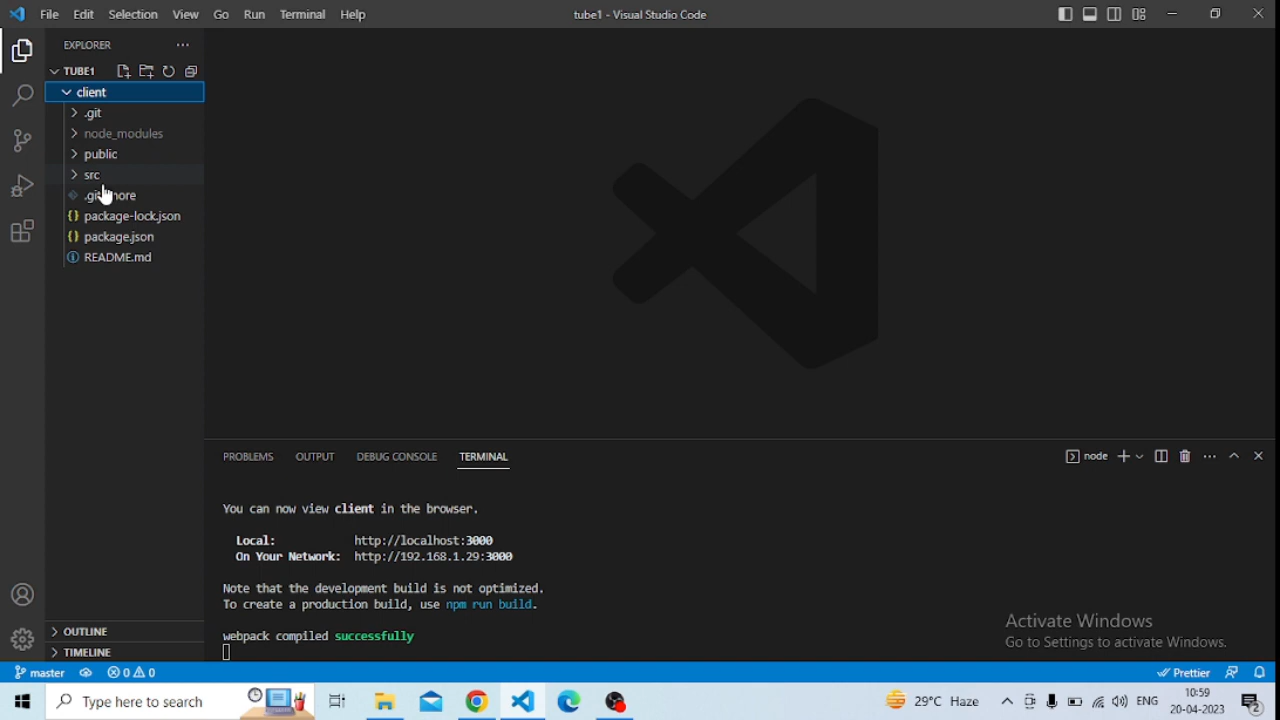 File Edit Selection View Go Run Terminal Help tube1 - Visual Studio Code
EXPLORER
TUBE1
client
.git
node_modules
public
src
package-lock.json
package.json
README.md
OUTLINE
TIMELINE
PROBLEMS OUTPUT DEBUG CONSOLE TERMINAL node
You can now view client in the browser.
Local: http://localhost:3000
On Your Network: http://192.168.1.29:3000
Note that the development build is not optimized.
To create a production build, use npm run build.
webpack compiled successfully
Activate Windows
Go to Settings to activate Windows.
master 0 0 Prettier
Type here to search 29°C Haze ENG 10:59
20-04-2023 2